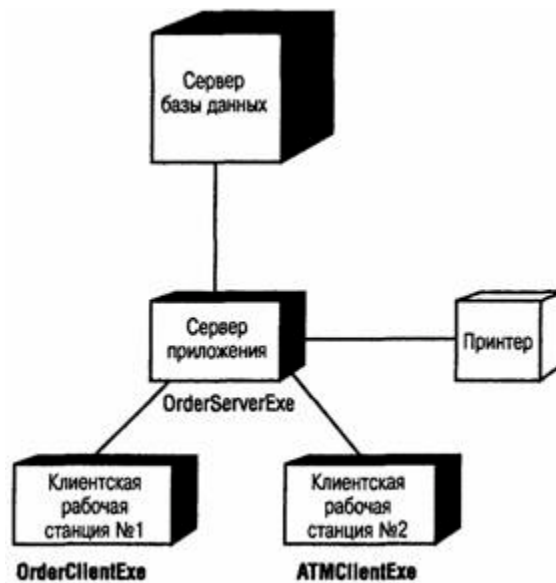 Сервер
базы данных
Сервер
приложения
Принтер
OrderServerExe
Клиентская
рабочая
станция №1
Клиентская
рабочая
станция №2
OrderClientExe
ATMClientExe